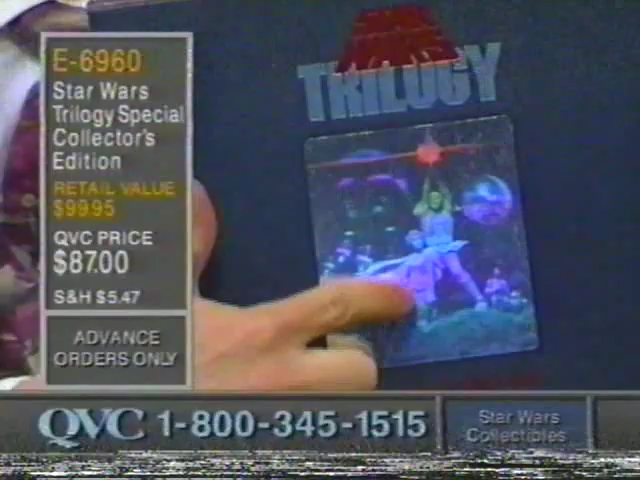 E-6960
Star Wars
Trilogy Special
Collector's
Edition
RETAIL VALUE
$99.95
QVC PRICE
$87.00
S&H $5.47
ADVANCE
ORDERS ONLY
TRILOGY
QVC 1-800-345-1515
Star Wars
Collectibles